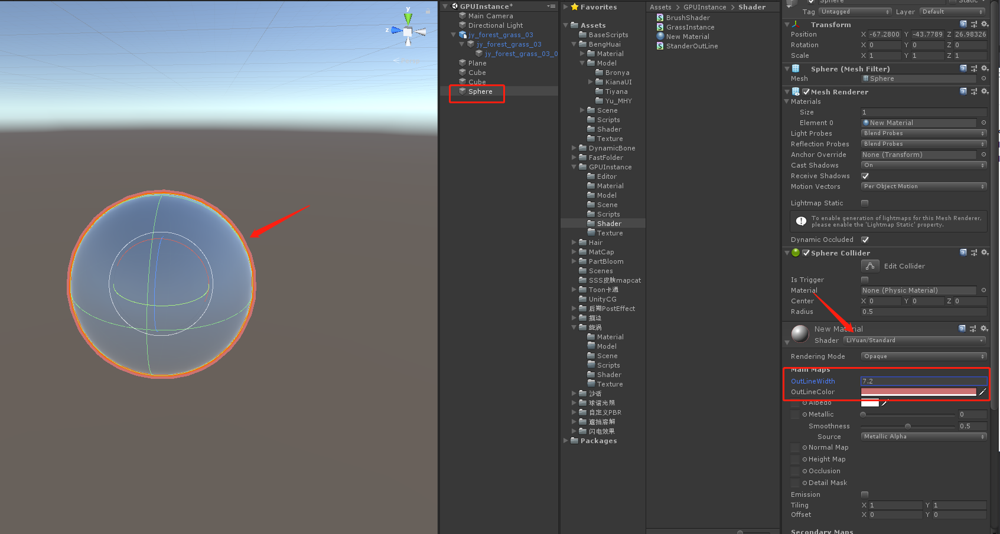 y
z
GPUInstance*
Main Camera
Directional Light
jy_forest_grass_03
jy_forest_grass_03
jy_forest_grass_03_0
Plane
Cube
Cube
Sphere
Favorites
Assets
BaseScripts
BengHuai
Material
Model
Bronya
KianaUI
Tiyana
Yu_MHY
Scene
Scripts
Shader
Texture
DynamicBone
FastFolder
GPUInstance
Editor
Material
Model
Scene
Scripts
Shader
Texture
Hair
MatCap
PartBloom
Scenes
SSS皮肤mapcat
Toon卡通
UnityCG
后期PostEffect
描边
旋涡
Material
Model
Scene
Scripts
Shader
Texture
沙话
球谐光照
自定义PBR
遮挡溶解
闪电效果
Packages
Assets > GPUInstance > Shader
BrushShader
GrassInstance
New Material
StanderOutLine
Sphere Static
Tag Untagged Layer Default
Transform
Position X -67.2800 Y -43.7789 Z 26.98326
Rotation X 0 Y 0 Z 0
Scale X 1 Y 1 Z 1
Sphere (Mesh Filter)
Mesh Sphere
Mesh Renderer
Materials
Size 1
Element 0 New Material
Light Probes Blend Probes
Reflection Probes Blend Probes
Anchor Override None (Transform)
Cast Shadows On
Receive Shadows
Motion Vectors Per Object Motion
Lightmap Static
To enable generation of lightmaps for this Mesh Renderer,
please enable the 'Lightmap Static' property.
Dynamic Occluded
Sphere Collider
Edit Collider
Is Trigger
Material None (Physic Material)
Center X 0 Y 0 Z 0
Radius 0.5
New Material
Shader LiYuan/Standard
Rendering Mode Opaque
Main Maps
OutLineWidth 7.2
OutLineColor
Albedo
Metallic 0
Smoothness 0.5
Source Metallic Alpha
Normal Map
Height Map
Occlusion
Detail Mask
Emission
Tiling X 1 Y 1
Offset X 0 Y 0
Secondary Maps